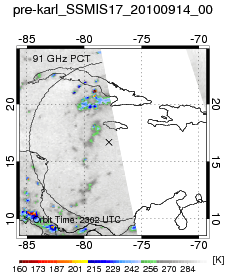 pre-karl_SSMIS17_20100914_00
-85 -80 -75 -70
91 GHz PCT
20 20
15 15
10 10
Orbit Time: 2302 UTC
-85 -80 -75 -70
[K]
160 173 187 201 215 229 242 256 270 284